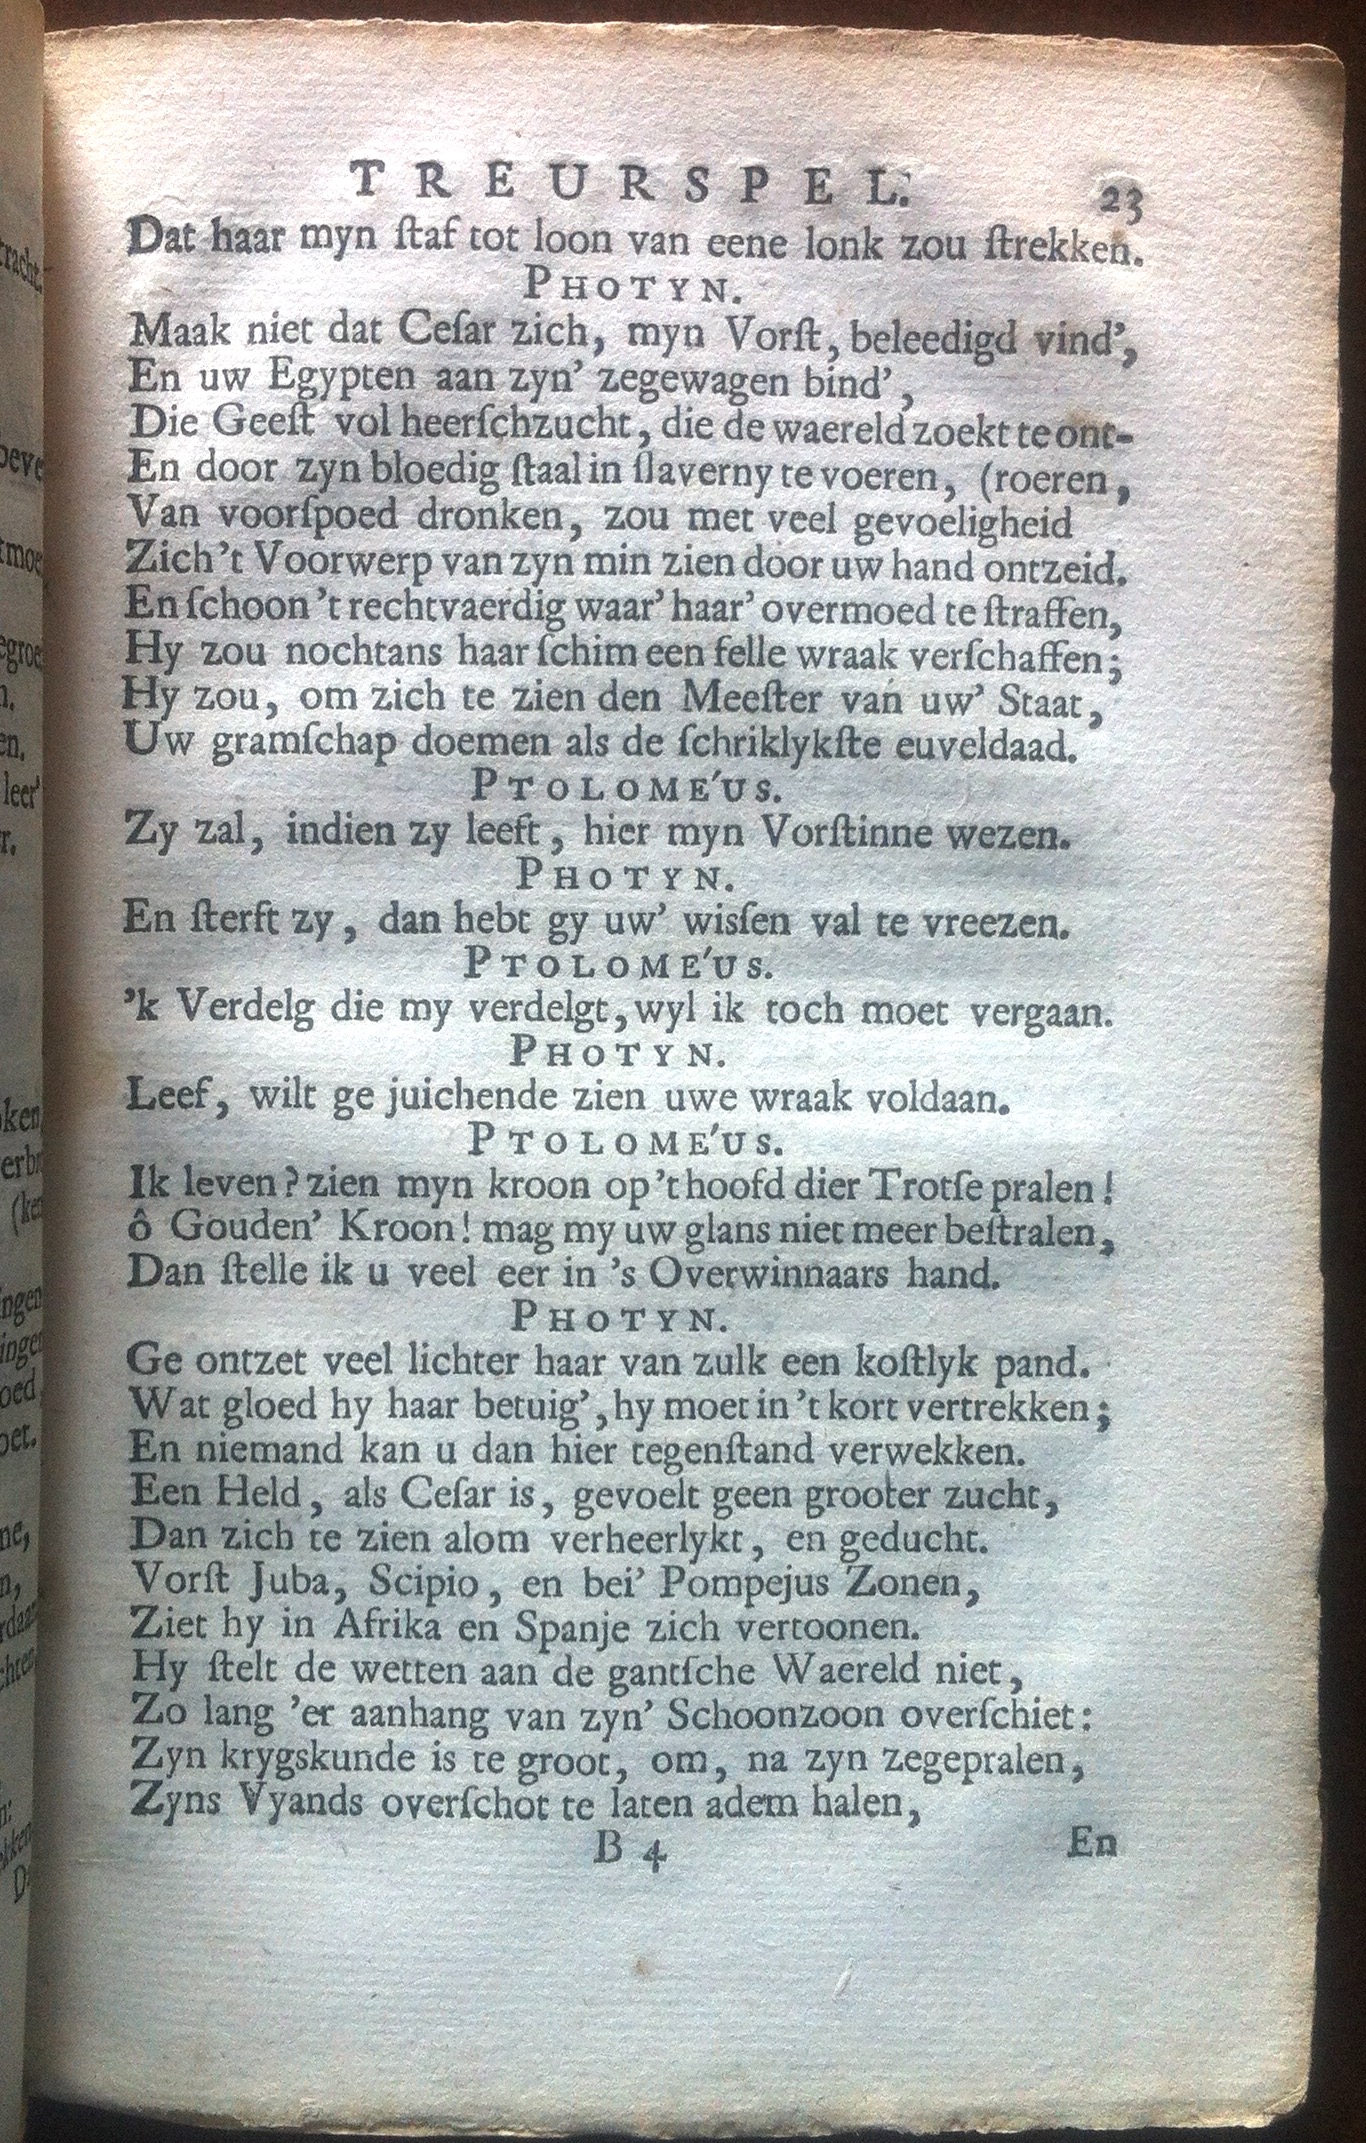 TREURSPEL. 23
Dat haar myn ſtaf tot loon van eene lonk zou ſtrekken.
PHOTYN.
Maak niet dat Ceſar zich, myn Vorſt, beleedigd vind',
En uw Egypten aan zyn' zegewagen bind',
Die Geeſt vol heerſchzucht, die de waereld zoekt te ont-
En door zyn bloedig ſtaal in ſlaverny te voeren, (roeren,
Van voorſpoed dronken, zou met veel gevoeligheid
Zich 't Voorwerp van zyn min zien door uw hand ontzeid.
En ſchoon 't rechtvaerdig waar' haar' overmoed te ſtraffen,
Hy zou nochtans haar ſchim een felle wraak verſchaffen;
Hy zou, om zich te zien den Meeſter van uw' Staat,
Uw gramſchap doemen als de ſchriklykſte euveldaad.
PTOLOME'US.
Zy zal, indien zy leeft, hier myn Vorſtinne wezen.
PHOTYN.
En ſterft zy, dan hebt gy uw' wisſen val te vreezen.
PTOLOME'US.
'k Verdelg die my verdelgt, wyl ik toch moet vergaan.
PHOTYN.
Leef, wilt ge juichende zien uwe wraak voldaan.
PTOLOME'US.
Ik leven? zien myn kroon op 't hoofd dier Trotſe pralen!
ô Gouden' Kroon! mag my uw glans niet meer beſtralen,
Dan ſtelle ik u veel eer in 's Overwinnaars hand.
PHOTYN.
Ge ontzet veel lichter haar van zulk een koſtlyk pand.
Wat gloed hy haar betuig', hy moet in 't kort vertrekken;
En niemand kan u dan hier tegenſtand verwekken.
Een Held, als Ceſar is, gevoelt geen grooter zucht,
Dan zich te zien alom verheerlykt, en geducht.
Vorſt Juba, Scipio, en bei' Pompejus Zonen,
Ziet hy in Afrika en Spanje zich vertoonen.
Hy ſtelt de wetten aan de gantſche Waereld niet,
Zo lang 'er aanhang van zyn' Schoonzoon overſchiet:
Zyn krygskunde is te groot, om, na zyn zegepralen,
Zyns Vyands overſchot te laten adem halen,
B 4 En